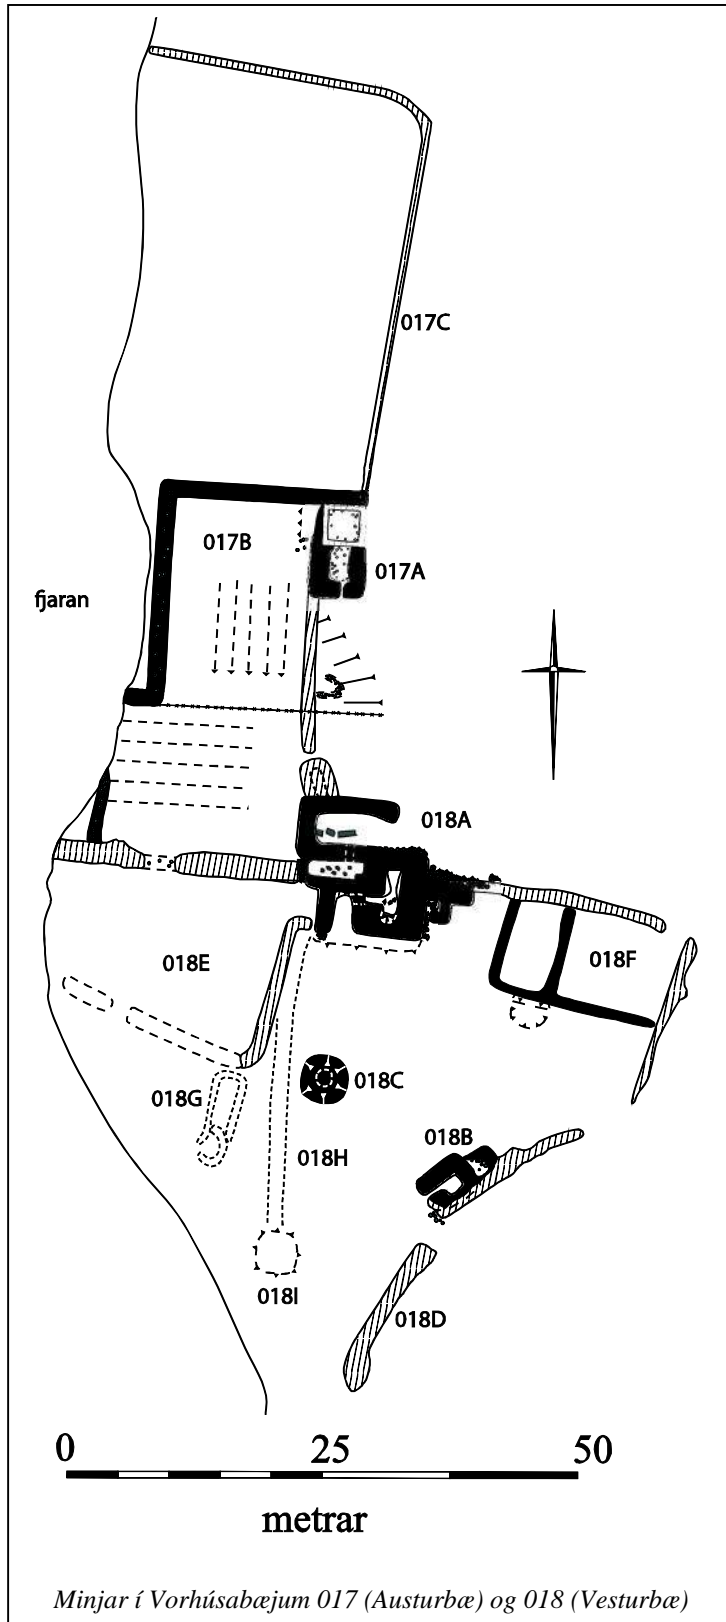 017C
017B
017A
fjaran
018A
018E
018F
018G
018C
018B
018H
018I
018D
0 25 50
metrar
Minjar í Vorhúsabæjum 017 (Austurbæ) og 018 (Vesturbæ)